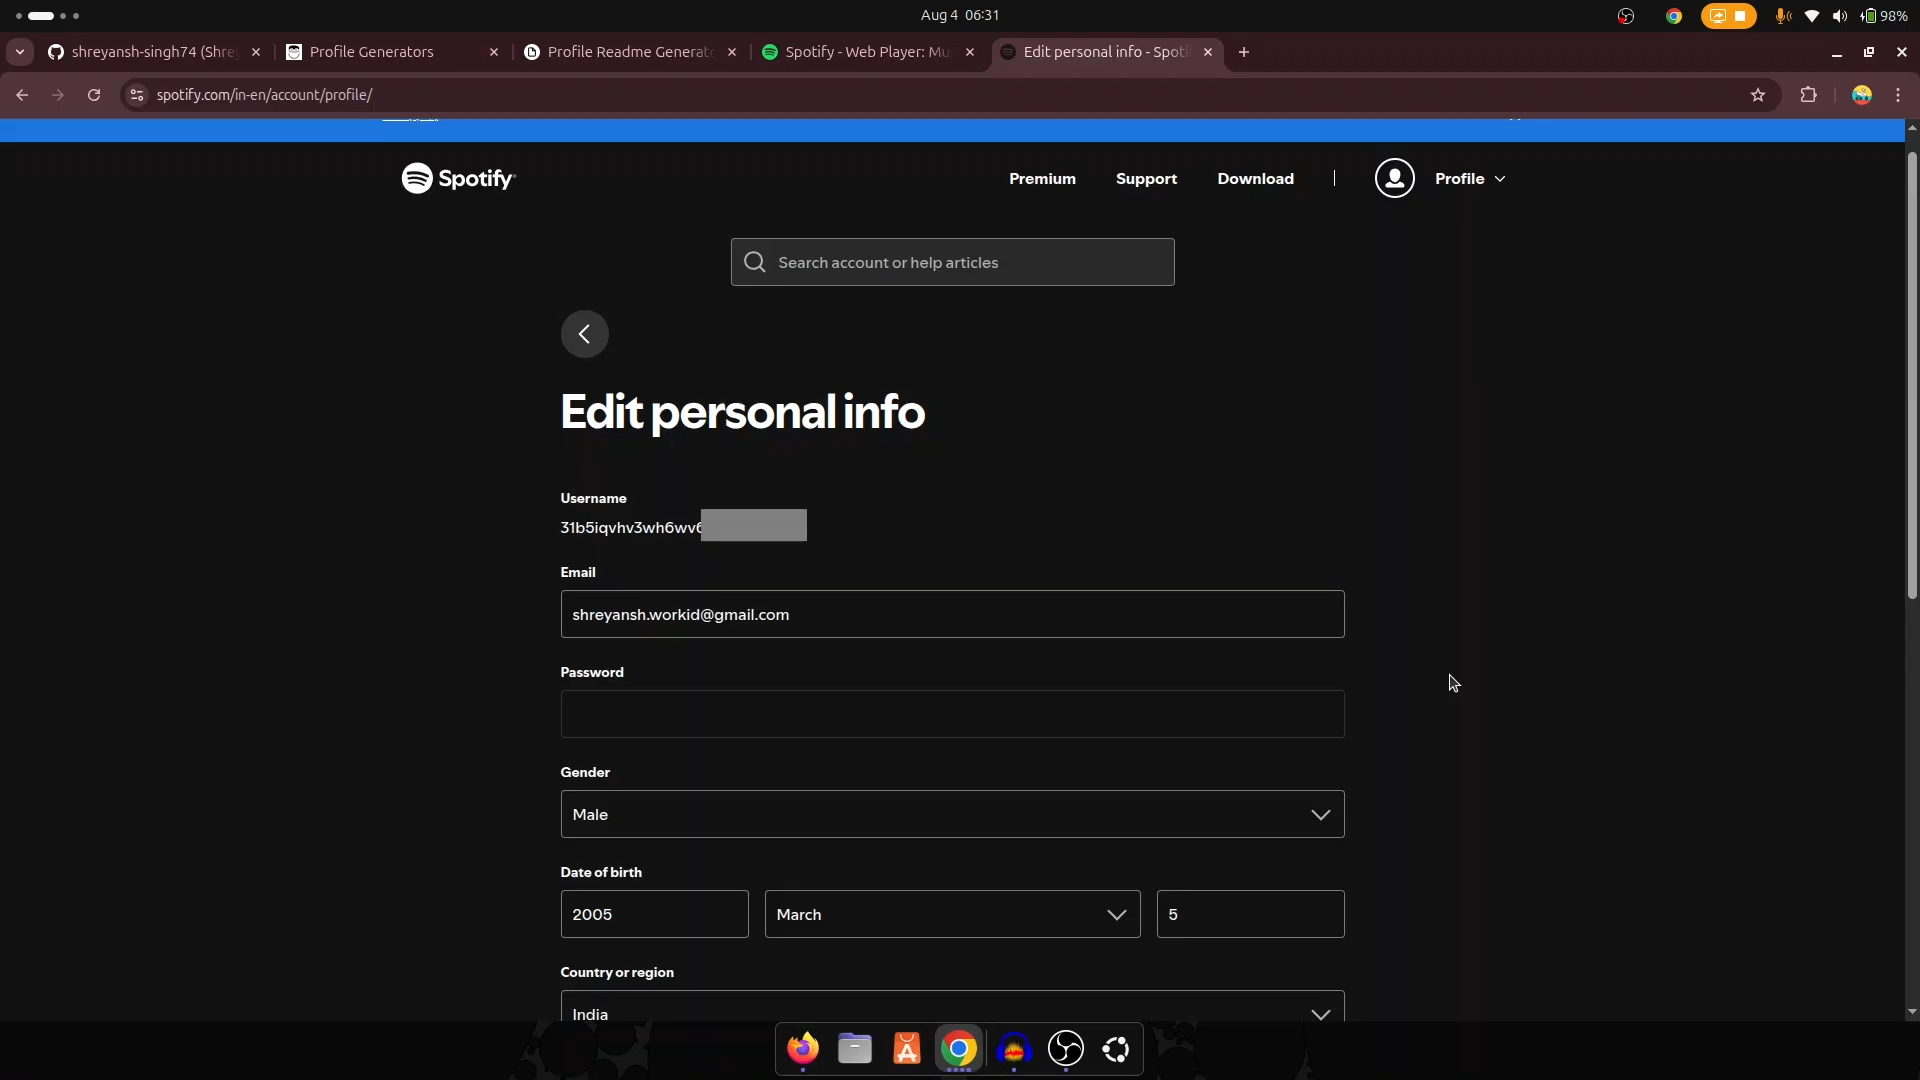 Aug 4 06:31
98%
shreyansh-singh74 (Shre
Profile Generators
Profile Readme Generato
Spotify - Web Player: Mu
Edit personal info - Spoti
spotify.com/in-en/account/profile/
Spotify
Premium
Support
Download
Profile
Search account or help articles
Edit personal info
Username
31b5iqvhv3wh6wv6
Email
shreyansh.workid@gmail.com
Password
Gender
Male
Date of birth
2005
March
5
Country or region
India